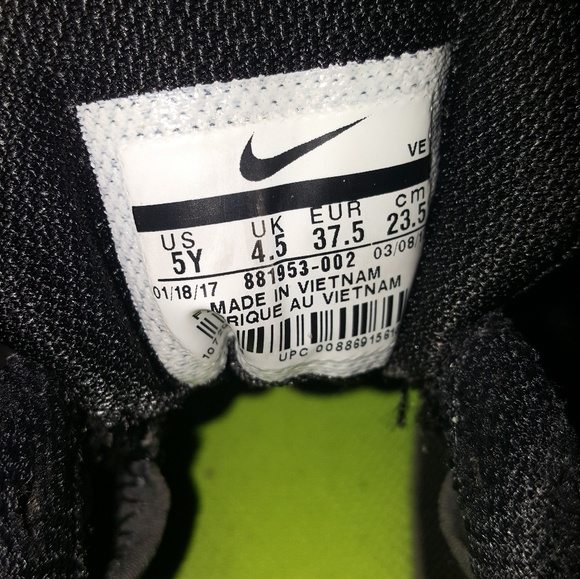 VE
US UK EUR cm
5Y 4.5 37.5 23.5
01/18/17 881953-002 03/08/
MADE IN VIETNAM
RIQUE AU VIETNAM
UPC 0088691561